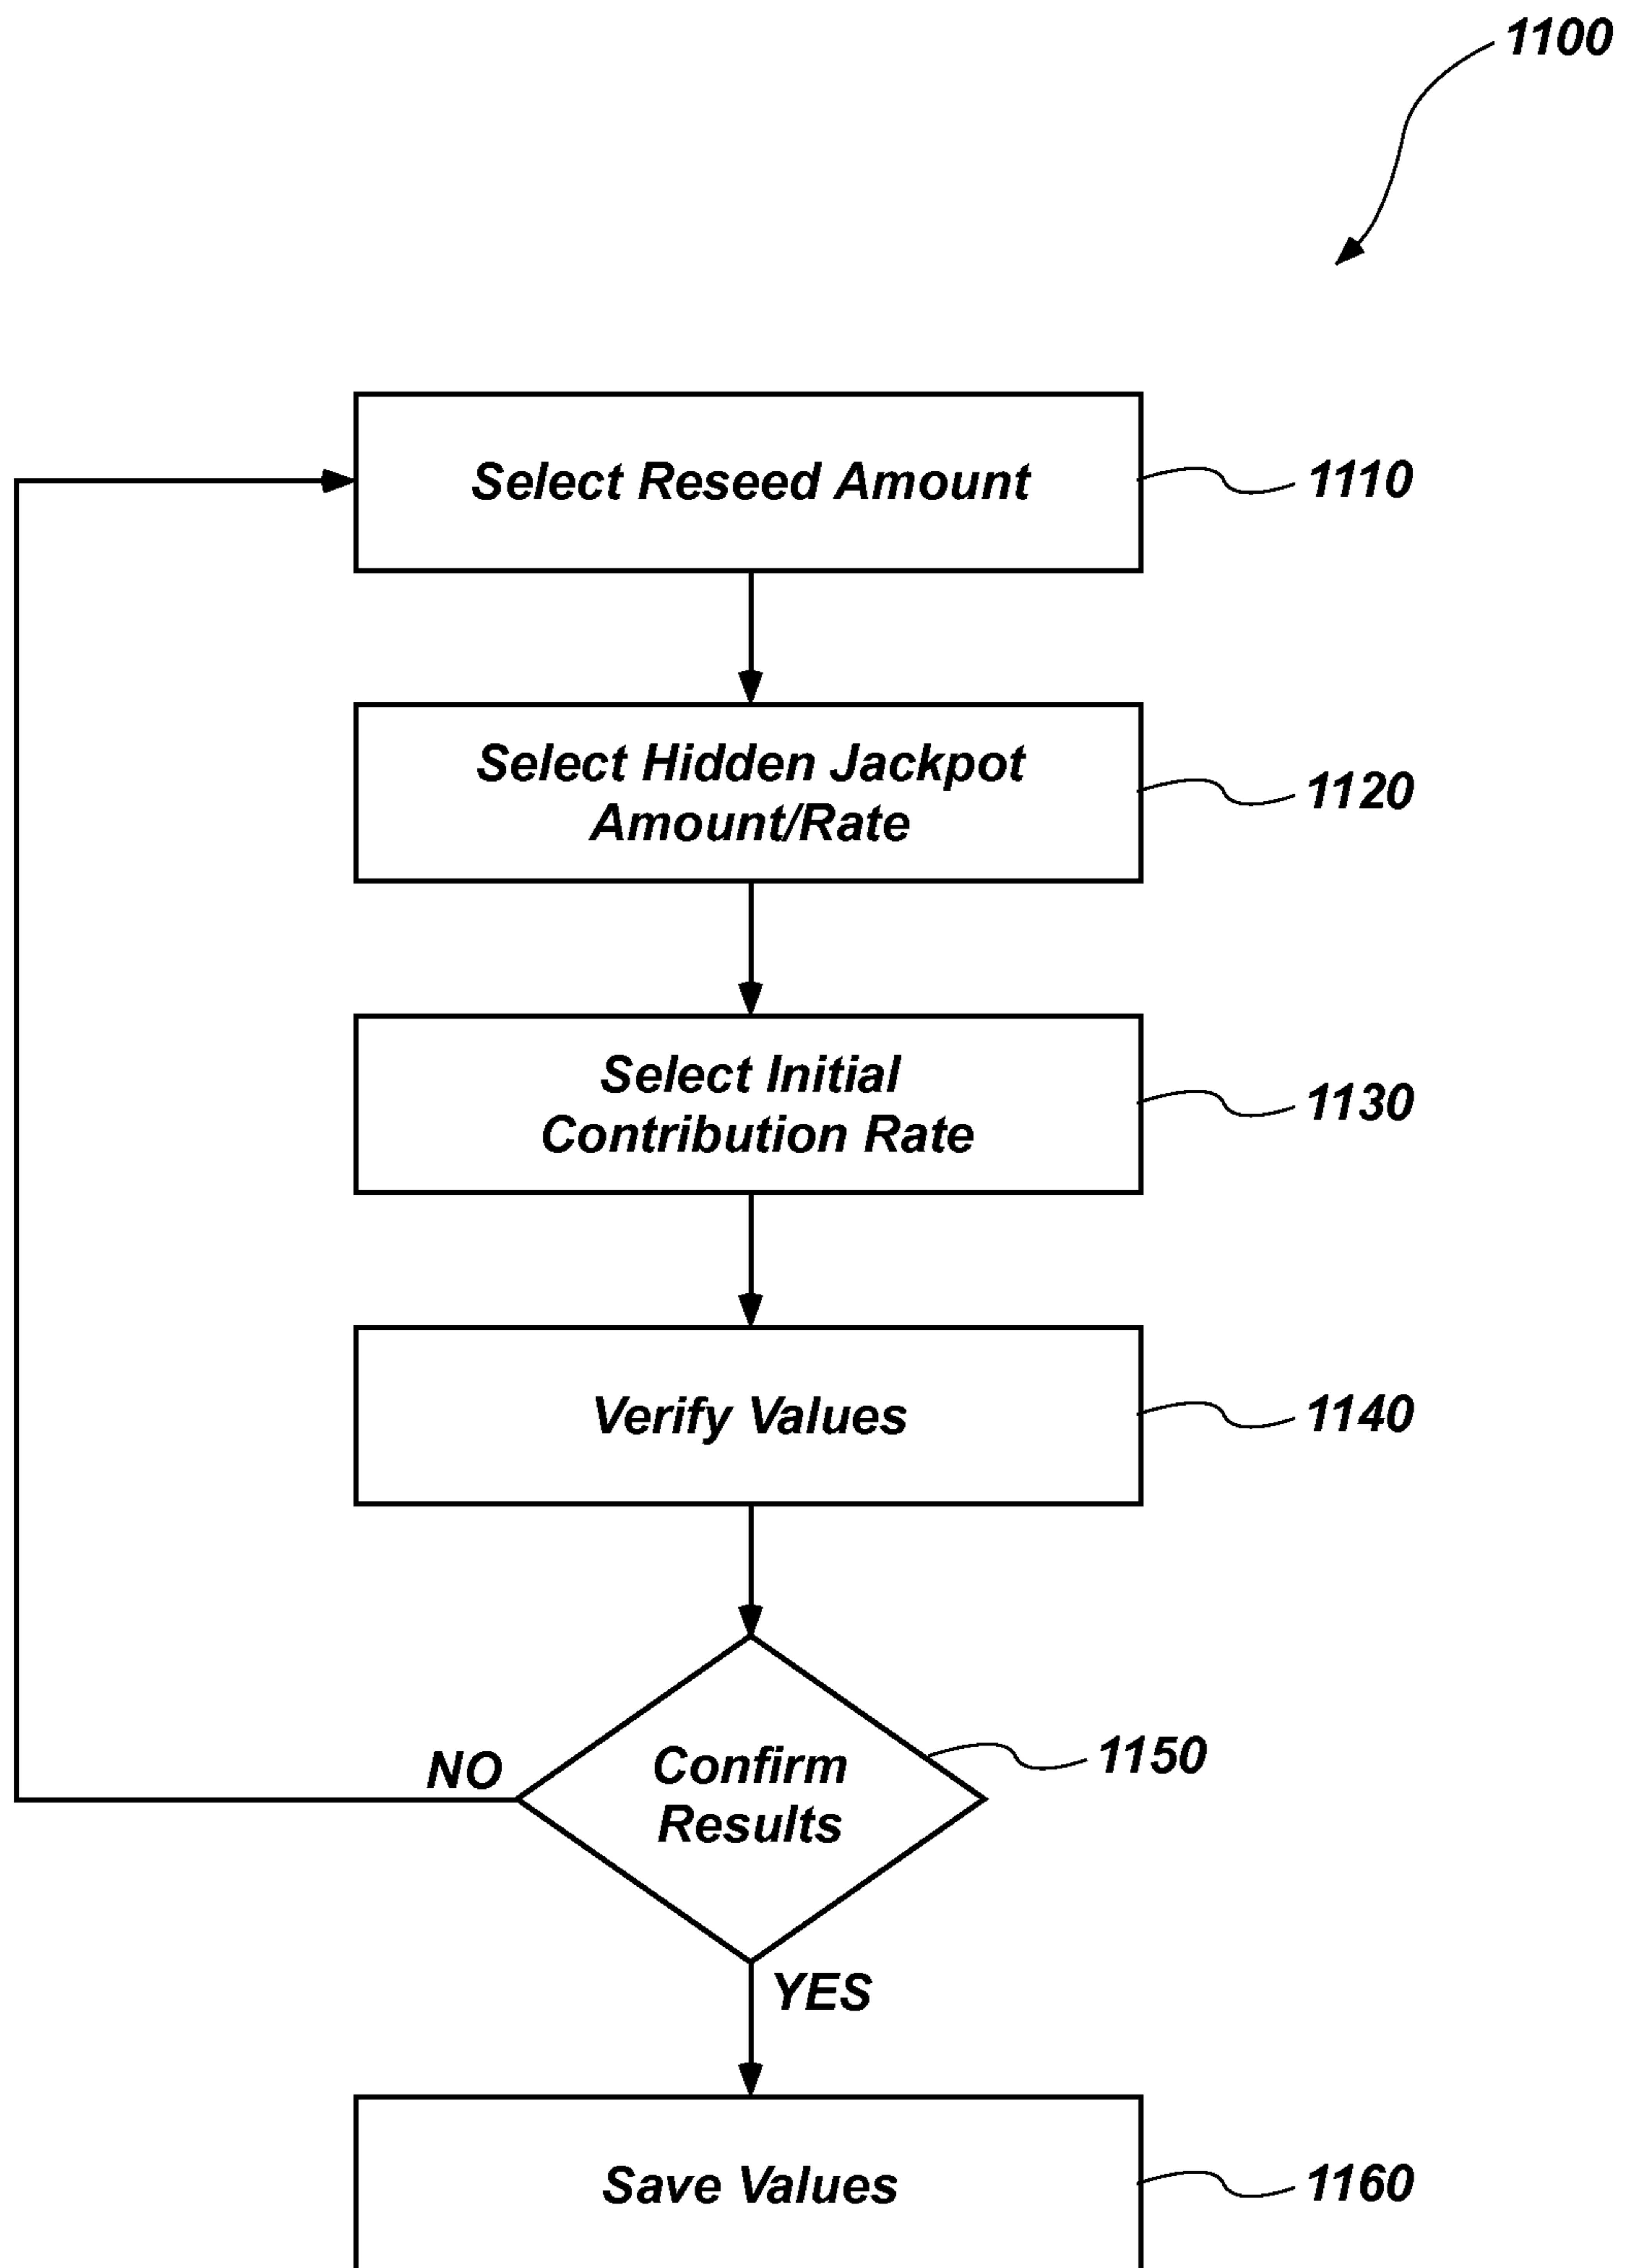 1100
Select Reseed Amount
1110
Select Hidden Jackpot
Amount/Rate
1120
Select Initial
Contribution Rate
1130
Verify Values
1140
Confirm
Results
1150
NO
YES
Save Values
1160